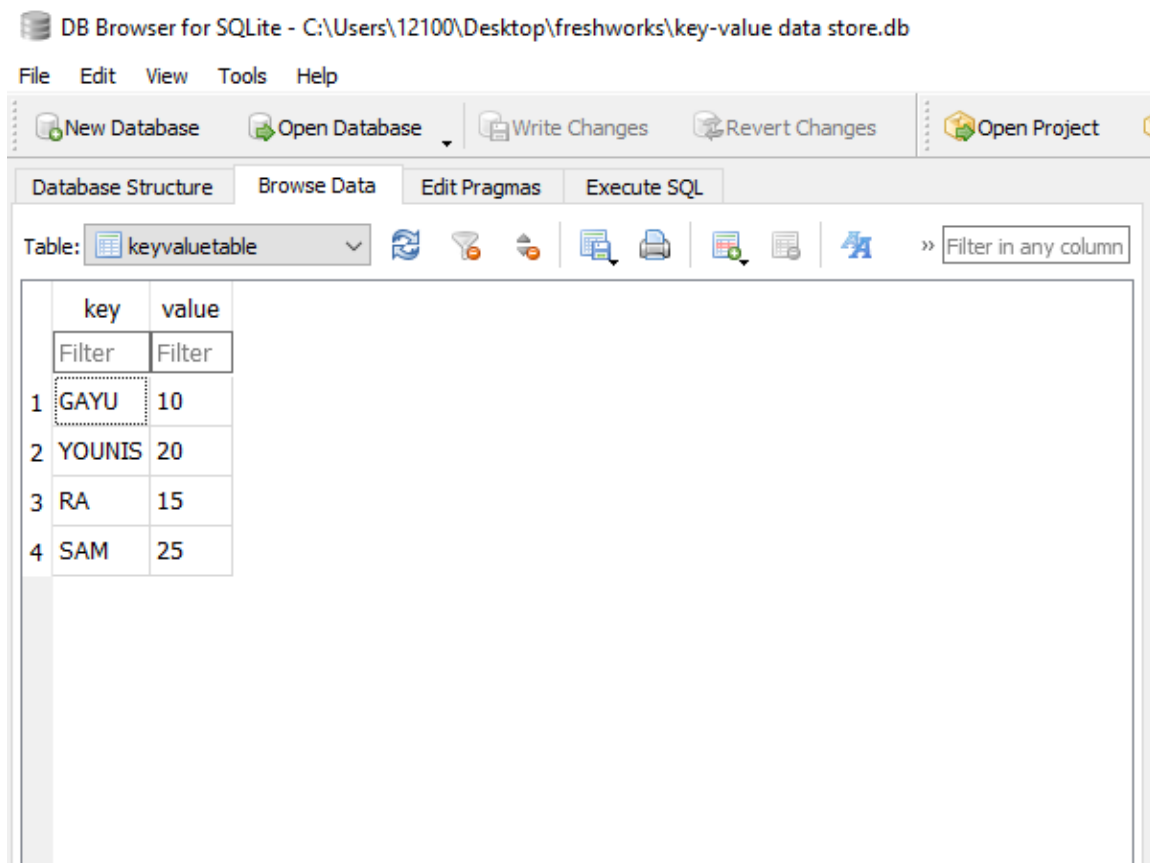 DB Browser for SQLite - C:\Users\12100\Desktop\freshworks\key-value data store.db
File Edit View Tools Help
New Database Open Database Write Changes Revert Changes Open Project
Database Structure Browse Data Edit Pragmas Execute SQL
Table: keyvaluetable » Filter in any column
key value
Filter Filter
1 GAYU 10
2 YOUNIS 20
3 RA 15
4 SAM 25